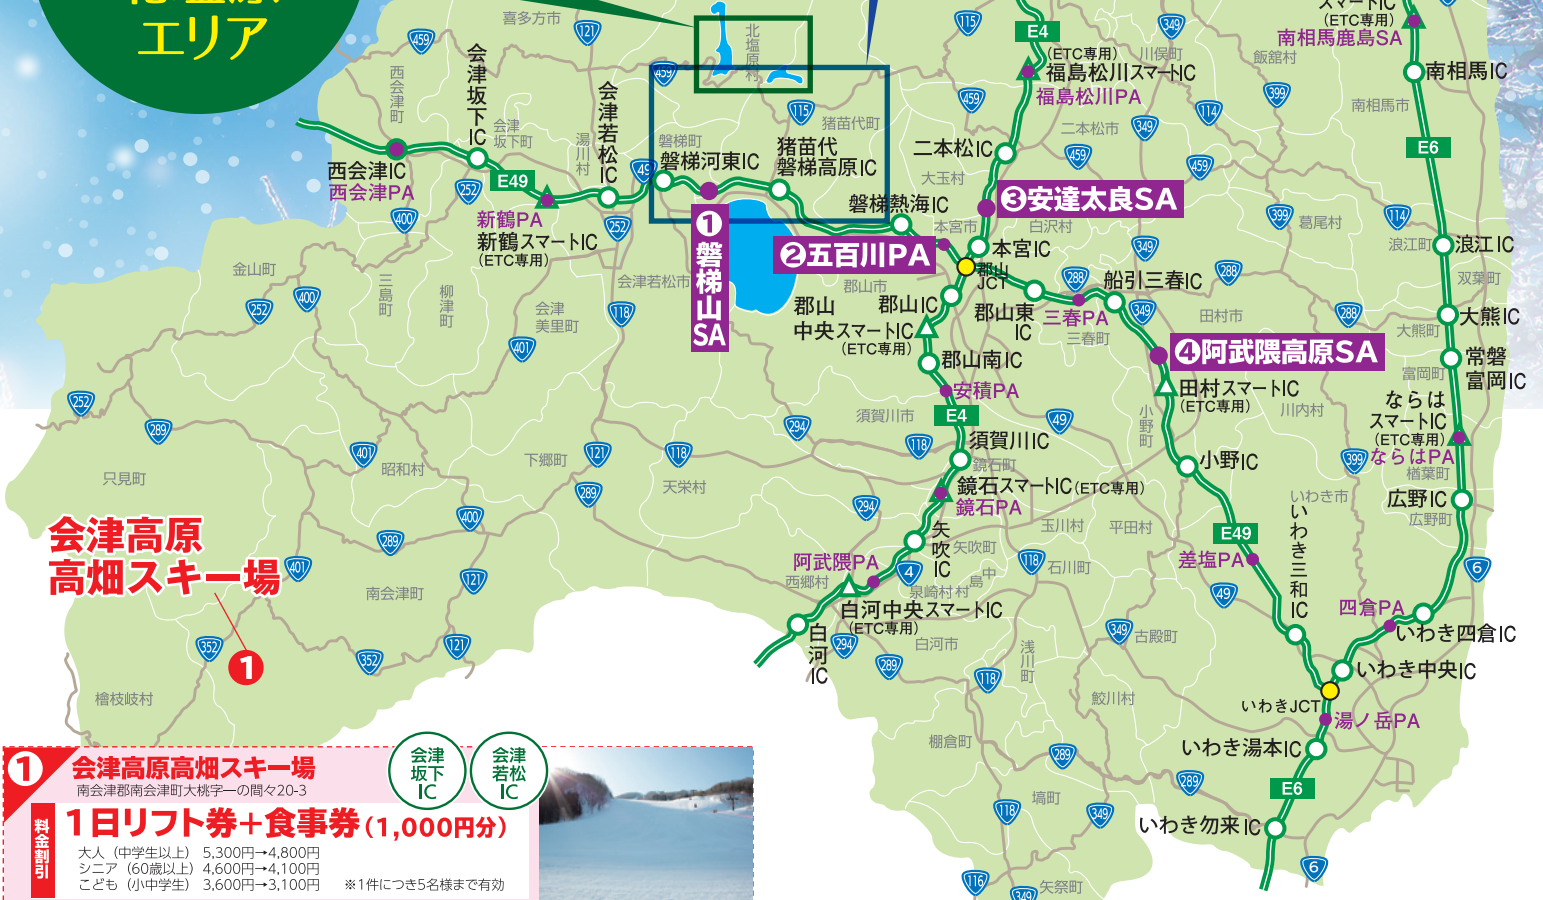 エリア
喜多方市
北塩原村
西会津町
会津坂下IC
会津坂下町
湯川村
会津若松IC
磐梯町
猪苗代町
西会津IC
西会津PA
E49
新鶴PA
新鶴スマートIC
(ETC専用)
磐梯河東IC
猪苗代
磐梯高原IC
❶磐梯山SA
磐梯熱海IC
❷五百川PA
本宮市
E4
(ETC専用)
福島松川スマートIC
福島松川PA
川俣町
飯舘村
(ETC専用)
南相馬鹿島SA
南相馬IC
南相馬市
E6
二本松市
二本松IC
大玉村
❸安達太良SA
白沢村
本宮IC
郡山JCT
葛尾村
浪江町
浪江IC
双葉町
金山町
三島町
柳津町
会津若松市
会津
美里町
郡山市
郡山IC
郡山
中央スマートIC
(ETC専用)
郡山東IC
三春PA
三春町
船引三春IC
田村市
❹阿武隈高原SA
大熊町
大熊IC
常磐富岡IC
富岡町
郡山南IC
安積PA
E4
須賀川市
須賀川IC
田村スマートIC
(ETC専用)
川内村
小野町
小野IC
ならは
スマートIC
(ETC専用)
ならはPA
楢葉町
広野IC
広野町
只見町
昭和村
下郷町
天栄村
鏡石町
鏡石スマートIC(ETC専用)
鏡石PA
矢吹IC
矢吹町
玉川村
平田村
E49
差塩PA
いわき市
いわき三和IC
会津高原
高畑スキー場
❶
南会津町
檜枝岐村
阿武隈PA
西郷村
白河中央スマートIC
(ETC専用)
白河IC
白河市
泉崎村
中島村
石川町
古殿町
浅川町
鮫川村
棚倉町
塙町
矢祭町
四倉PA
いわき四倉IC
いわき中央IC
いわきJCT
湯ノ岳PA
いわき湯本IC
E6
いわき勿来IC
❶
会津高原高畑スキー場
南会津郡南会津町大桃字一の間々20-3
会津坂下IC
会津若松IC
料金割引
1日リフト券＋食事券（1,000円分）
大人（中学生以上） 5,300円→4,800円
シニア（60歳以上） 4,600円→4,100円
こども（小中学生） 3,600円→3,100円
※1件につき5名様まで有効